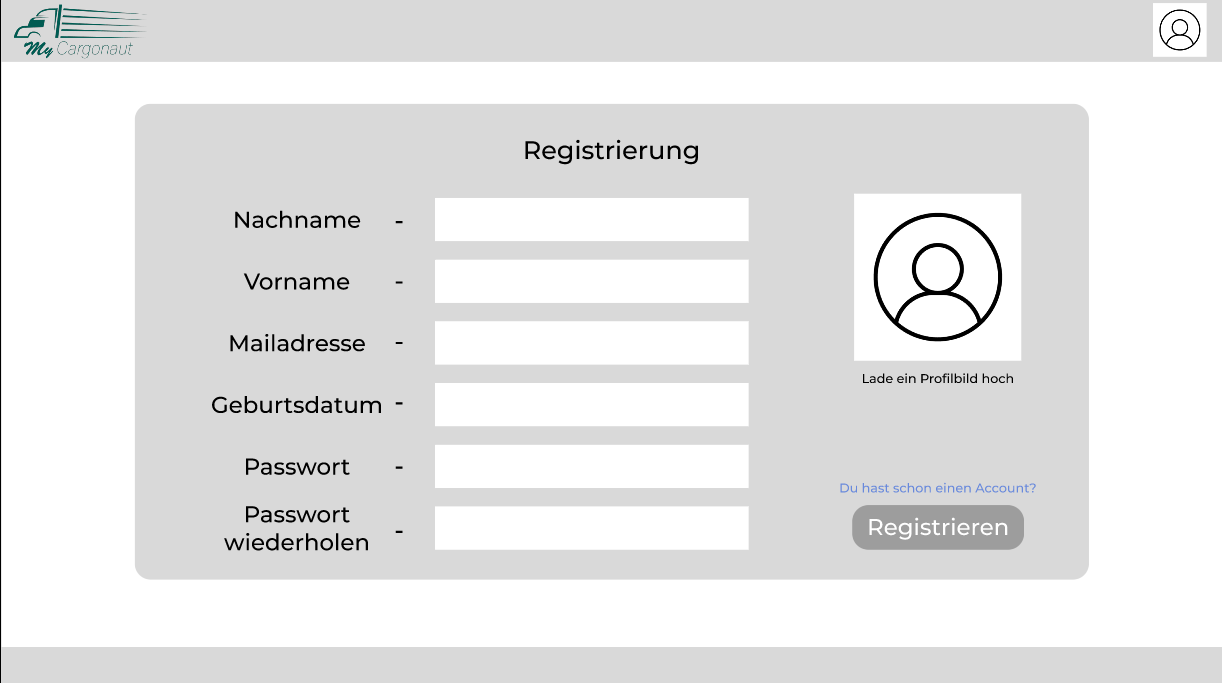 My Cargonaut
Registrierung
Nachname -
Vorname -
Mailadresse -
Geburtsdatum -
Passwort -
Passwort
wiederholen -
Lade ein Profilbild hoch
Du hast schon einen Account?
Registrieren